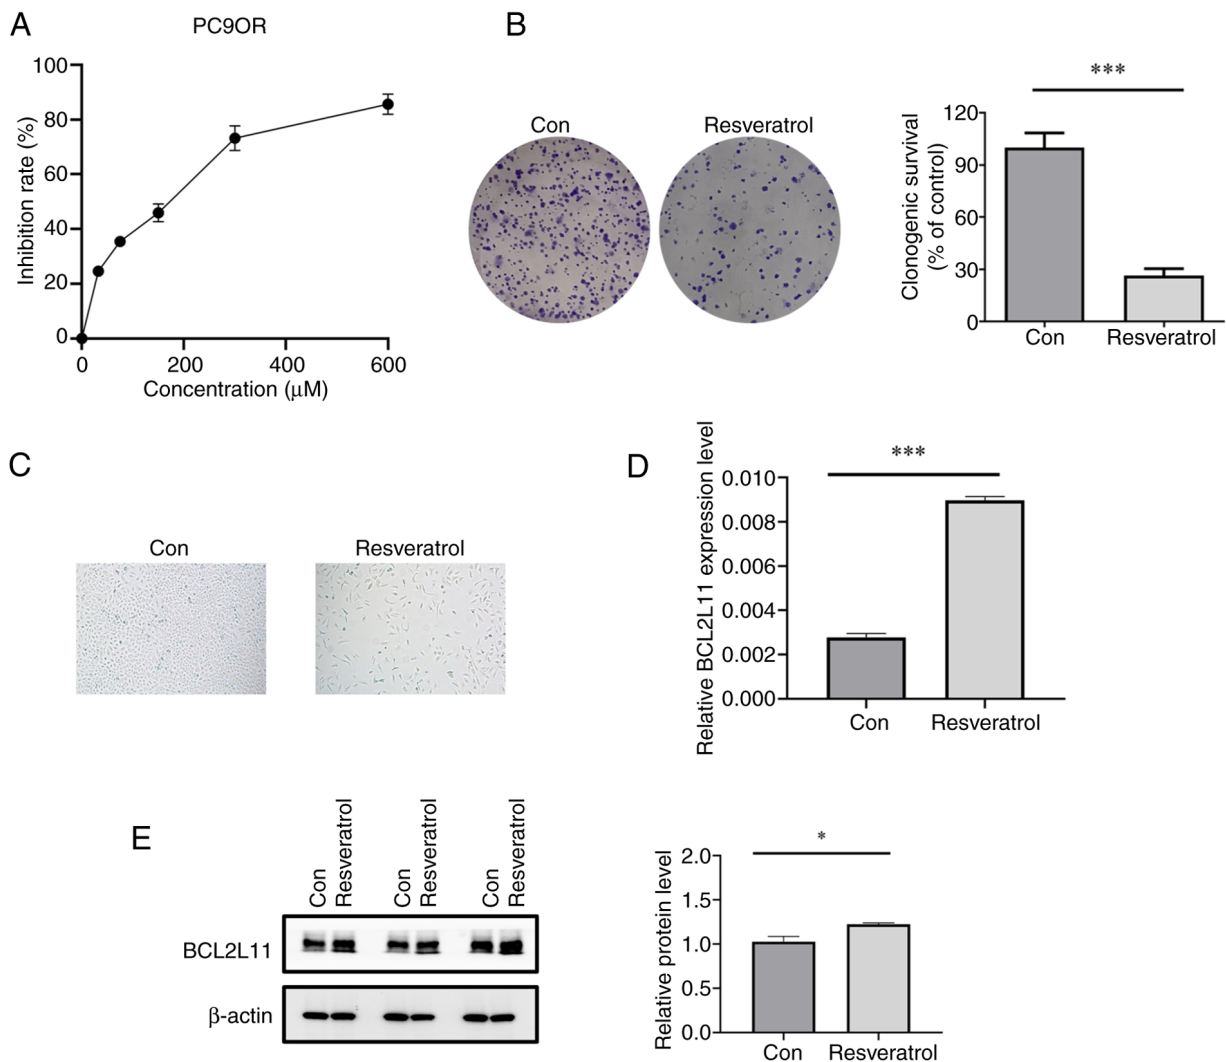 A
PC9OR
100
80
60
40
20
0
Inhibition rate (%)
0 200 400 600
Concentration (μM)
B
Con Resveratrol
***
120
90
60
30
0
Clonogenic survival
(% of control)
Con Resveratrol
C
Con Resveratrol
D
***
0.010
0.008
0.006
0.004
0.002
0.000
Relative BCL2L11 expression level
Con Resveratrol
E
Con Resveratrol Con Resveratrol Con Resveratrol
BCL2L11
β-actin
*
2.0
1.5
1.0
0.5
0.0
Relative protein level
Con Resveratrol